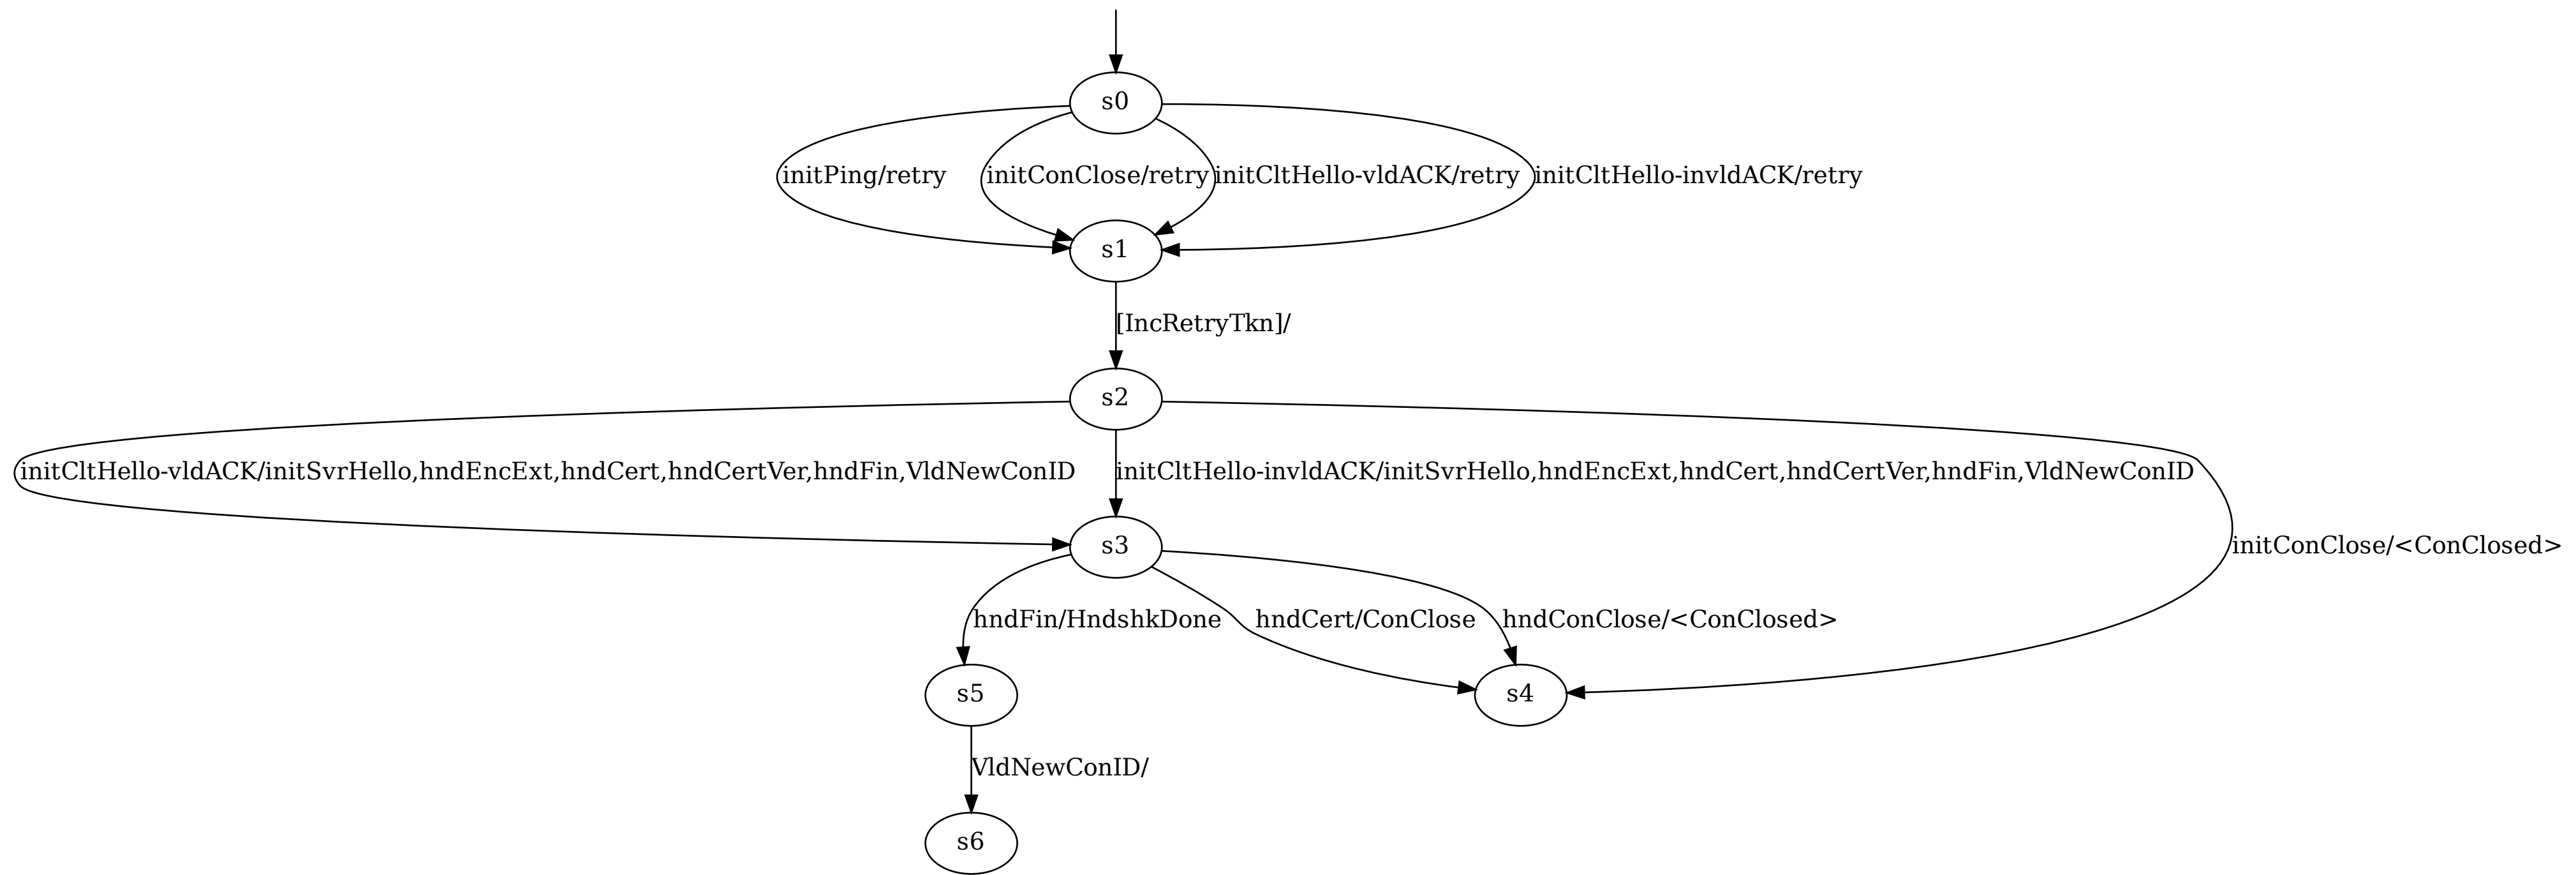 s0
initPing/retry
initConClose/retry
initCltHello-vldACK/retry
initCltHello-invldACK/retry
s1
[IncRetryTkn]/
s2
initCltHello-vldACK/initSvrHello,hndEncExt,hndCert,hndCertVer,hndFin,VldNewConID
initCltHello-invldACK/initSvrHello,hndEncExt,hndCert,hndCertVer,hndFin,VldNewConID
initConClose/<ConClosed>
s3
hndFin/HndshkDone
hndCert/ConClose
hndConClose/<ConClosed>
s5
s4
VldNewConID/
s6